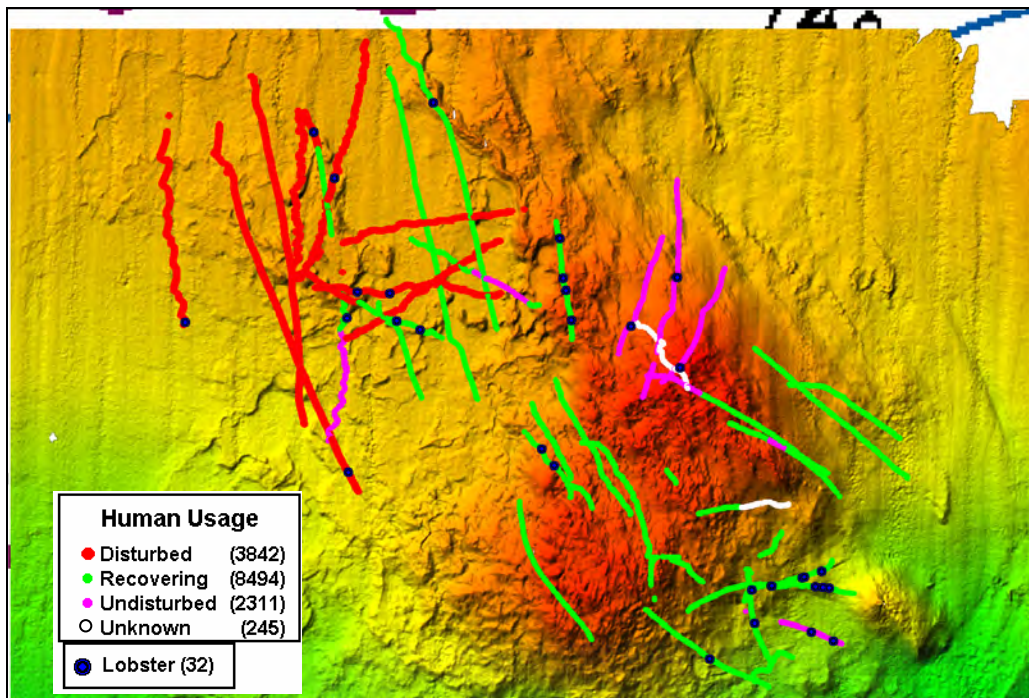 Human Usage
Disturbed (3842)
Recovering (8494)
Undisturbed (2311)
Unknown (245)
Lobster (32)